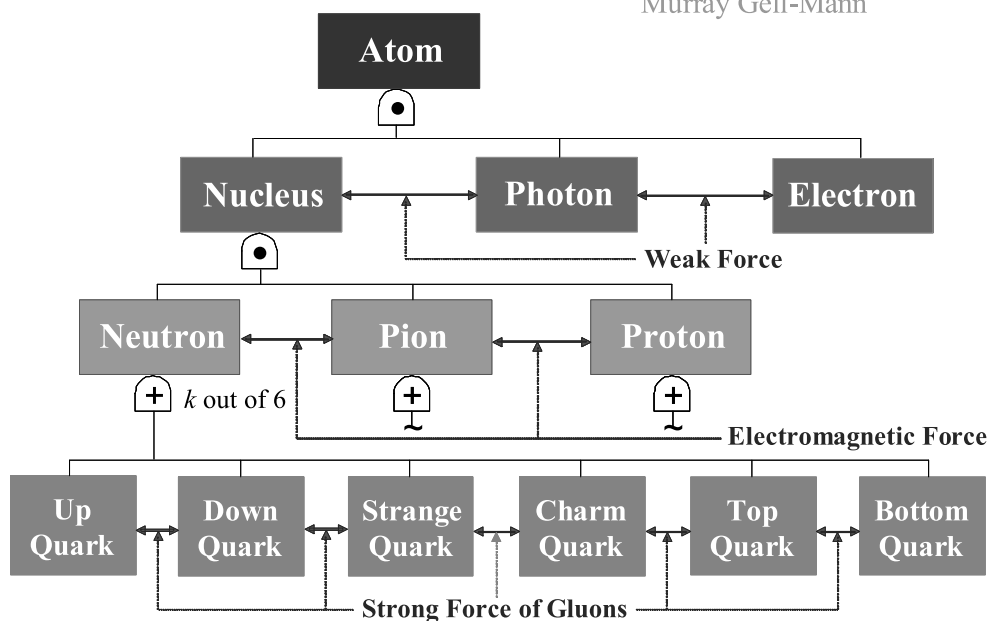 Murray Gell-Mann
Atom
Nucleus
Photon
Electron
Weak Force
Neutron
Pion
Proton
+
k out of 6
+
~
+
~
Electromagnetic Force
Up
Quark
Down
Quark
Strange
Quark
Charm
Quark
Top
Quark
Bottom
Quark
Strong Force of Gluons